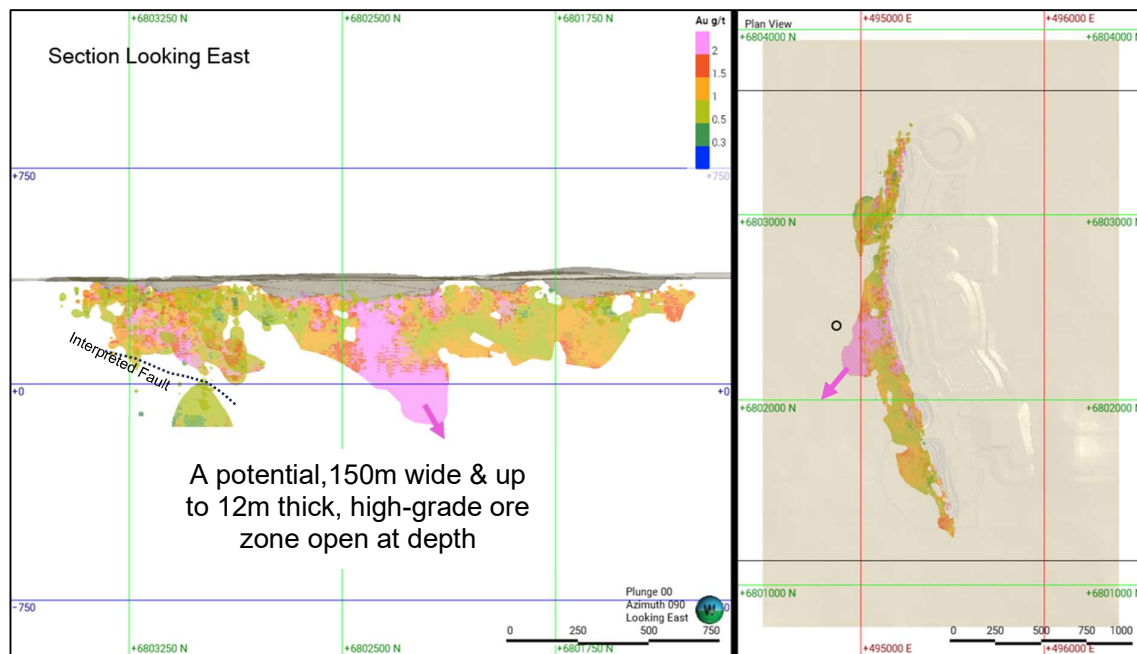 +6803250 N
+6802500 N
+6801750 N
Au g/t
Section Looking East
2
1.5
1
0.5
0.3
+750
+750
Interpreted Fault
+0
+0
A potential,150m wide & up
to 12m thick, high-grade ore
zone open at depth
-750
Plunge 00
Azimuth 090
Looking East
W
0
0
250
500
750
+6803250 N
+6802500 N
+6801750 N
Plan View
+495000 E
+496000 E
+6804000 N
+6804000 N
+6803000 N
+6803000 N
+6802000 N
+6802000 N
+6801000 N
+6801000 N
0
250
500
750
1000
+495000 E
+496000 E